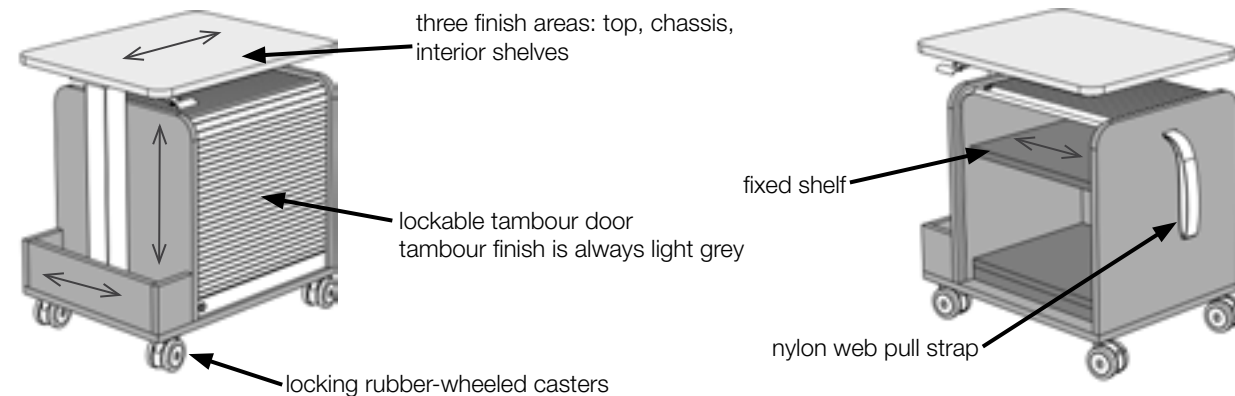 three finish areas: top, chassis,
interior shelves
fixed shelf
lockable tambour door
tambour finish is always light grey
nylon web pull strap
locking rubber-wheeled casters